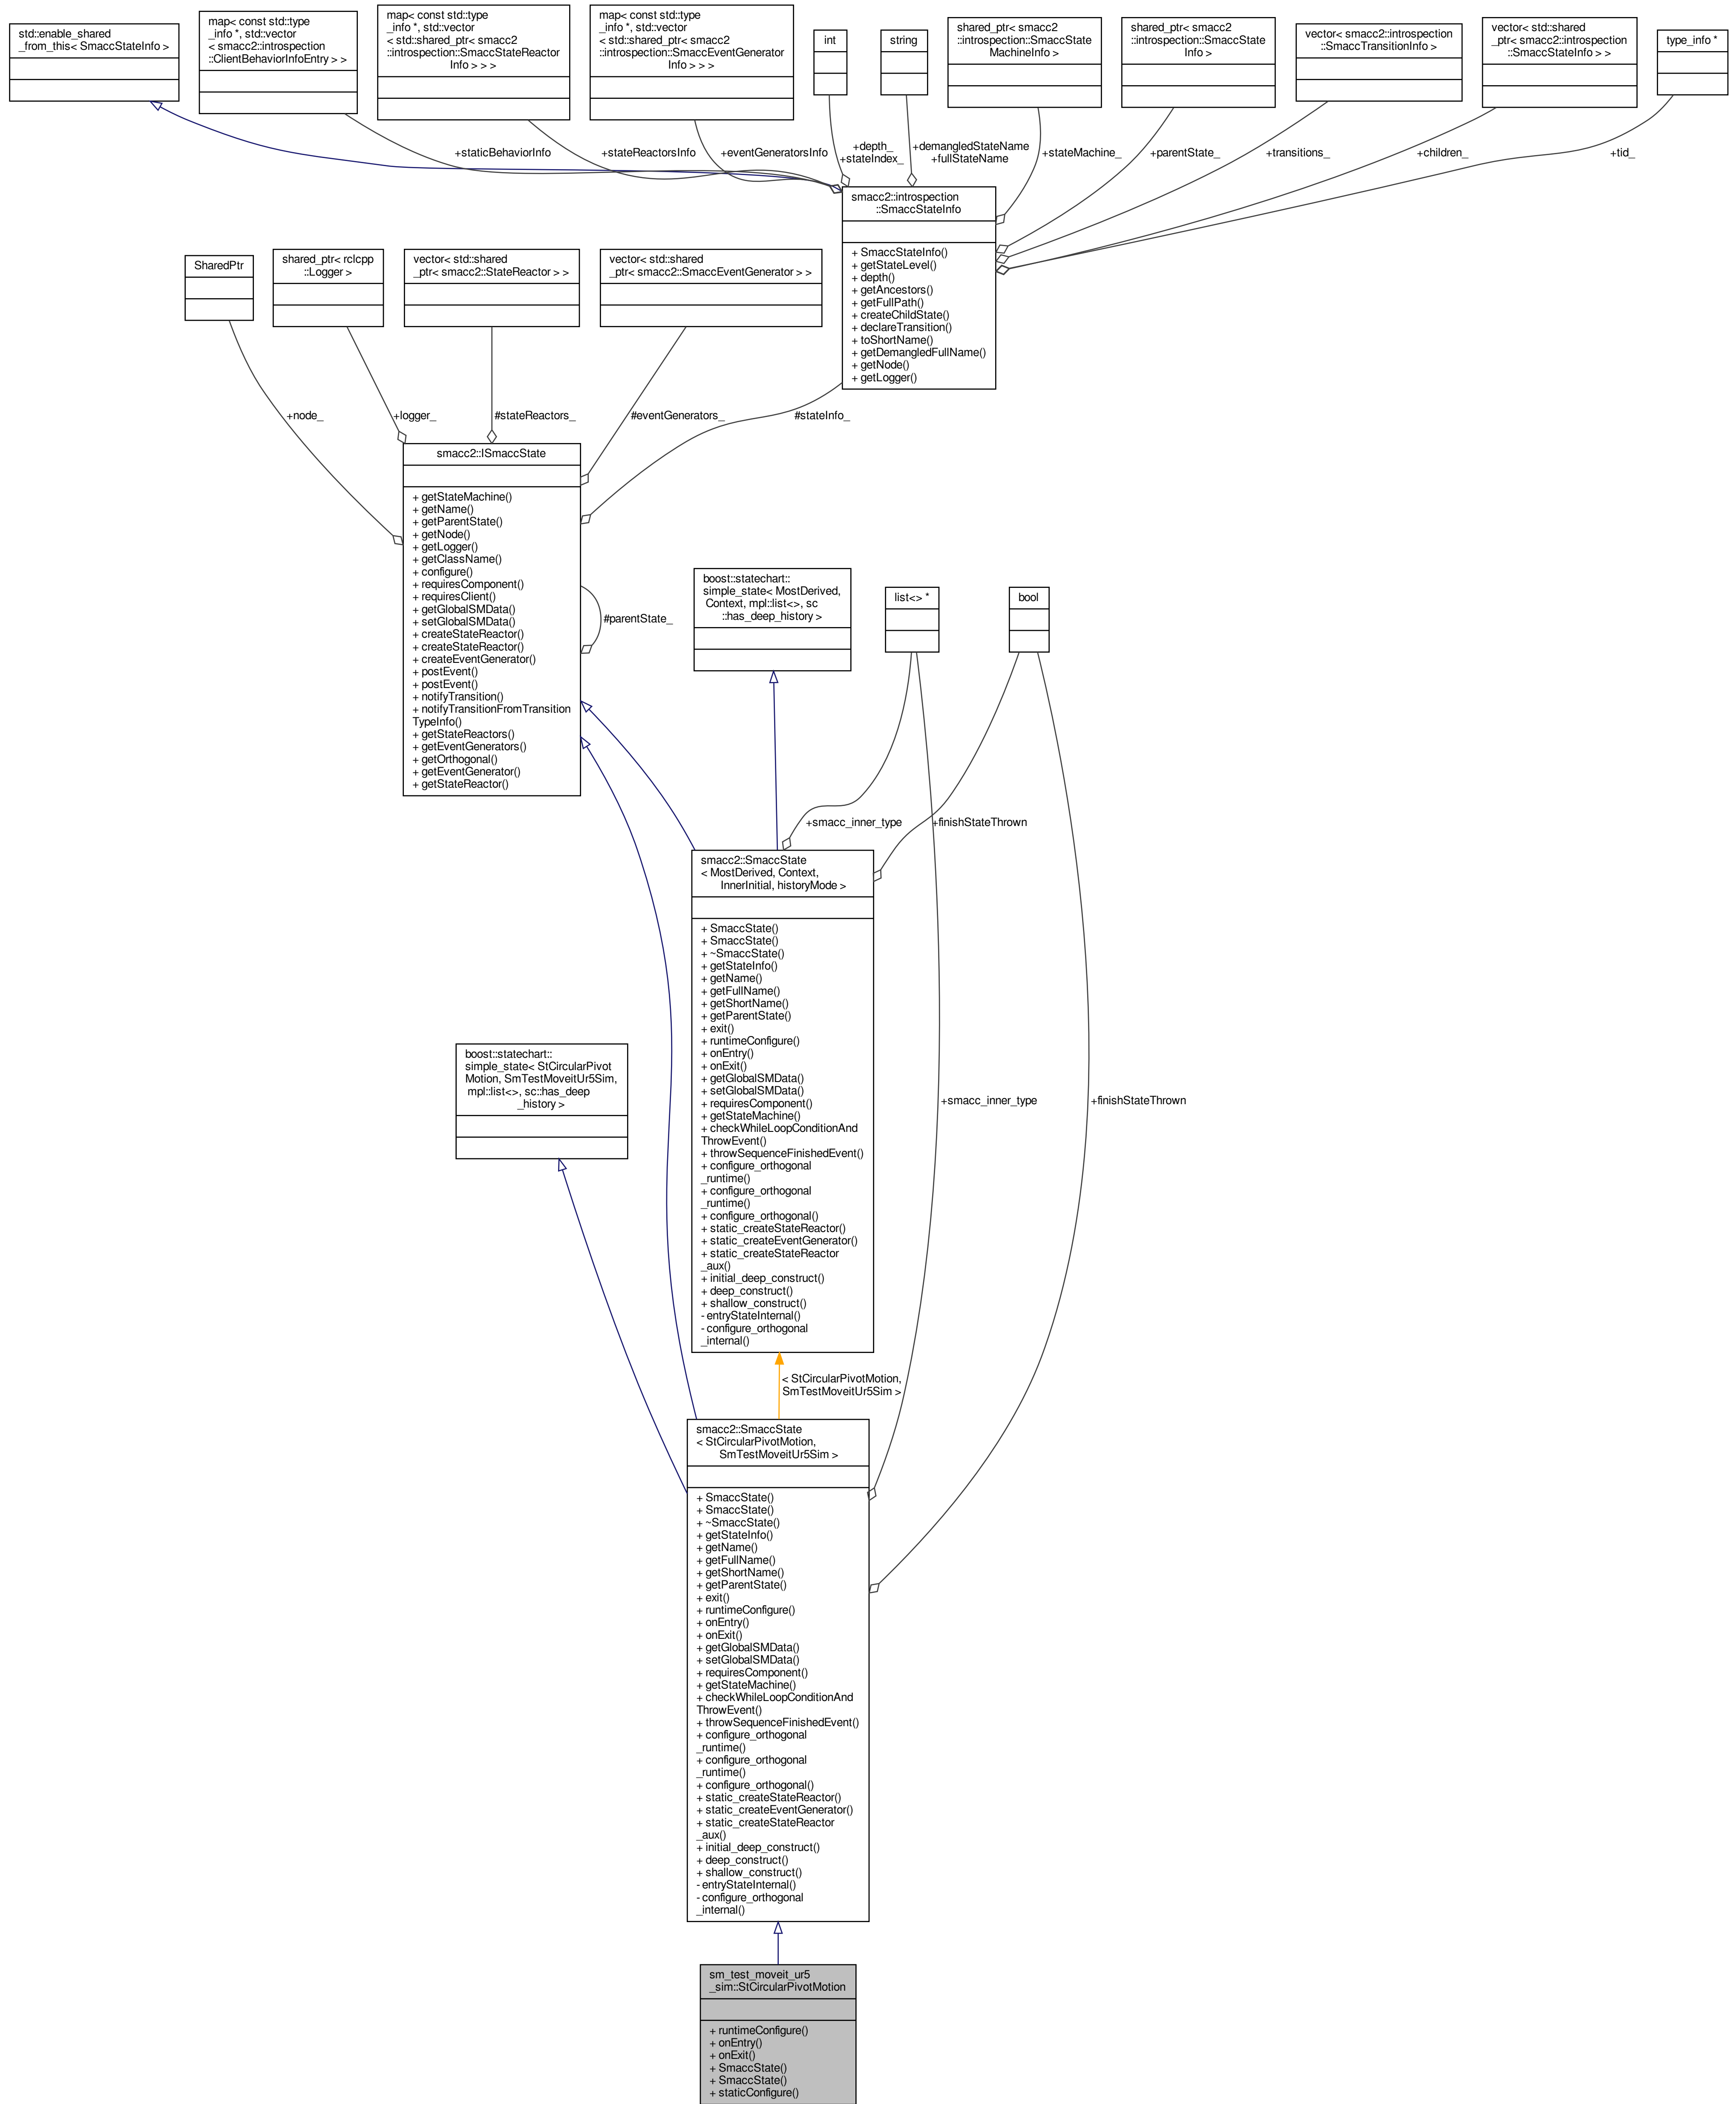 std::enable_shared
_from_this< SmaccStateInfo >
map< const std::type
_info *, std::vector
< smacc2::introspection
::ClientBehaviorInfoEntry > >
map< const std::type
_info *, std::vector
< std::shared_ptr< smacc2
::introspection::SmaccStateReactor
Info > > >
map< const std::type
_info *, std::vector
< std::shared_ptr< smacc2
::introspection::SmaccEventGenerator
Info > > >
int
string
shared_ptr< smacc2
::introspection::SmaccState
MachineInfo >
shared_ptr< smacc2
::introspection::SmaccState
Info >
vector< smacc2::introspection
::SmaccTransitionInfo >
vector< std::shared
_ptr< smacc2::introspection
::SmaccStateInfo > >
type_info *
+staticBehaviorInfo
+stateReactorsInfo
+eventGeneratorsInfo
+depth_
+stateIndex_
+demangledStateName
+fullStateName
+stateMachine_
+parentState_
+transitions_
+children_
+tid_
smacc2::introspection
::SmaccStateInfo
+ SmaccStateInfo()
+ getStateLevel()
+ depth()
+ getAncestors()
+ getFullPath()
+ createChildState()
+ declareTransition()
+ toShortName()
+ getDemangledFullName()
+ getNode()
+ getLogger()
SharedPtr
shared_ptr< rclcpp
::Logger >
vector< std::shared
_ptr< smacc2::StateReactor > >
vector< std::shared
_ptr< smacc2::SmaccEventGenerator > >
+node_
+logger_
#stateReactors_
#eventGenerators_
#stateInfo_
smacc2::ISmaccState
+ getStateMachine()
+ getName()
+ getParentState()
+ getNode()
+ getLogger()
+ getClassName()
+ configure()
+ requiresComponent()
+ requiresClient()
+ getGlobalSMData()
+ setGlobalSMData()
+ createStateReactor()
+ createStateReactor()
+ createEventGenerator()
+ postEvent()
+ postEvent()
+ notifyTransition()
+ notifyTransitionFromTransition
TypeInfo()
+ getStateReactors()
+ getEventGenerators()
+ getOrthogonal()
+ getEventGenerator()
+ getStateReactor()
#parentState_
boost::statechart::
simple_state< MostDerived,
Context, mpl::list<>, sc
::has_deep_history >
list<> *
bool
+smacc_inner_type
+finishStateThrown
smacc2::SmaccState
< MostDerived, Context,
InnerInitial, historyMode >
+ SmaccState()
+ SmaccState()
+ ~SmaccState()
+ getStateInfo()
+ getName()
+ getFullName()
+ getShortName()
+ getParentState()
+ exit()
+ runtimeConfigure()
+ onEntry()
+ onExit()
+ getGlobalSMData()
+ setGlobalSMData()
+ requiresComponent()
+ getStateMachine()
+ checkWhileLoopConditionAnd
ThrowEvent()
+ throwSequenceFinishedEvent()
+ configure_orthogonal
_runtime()
+ configure_orthogonal
_runtime()
+ configure_orthogonal()
+ static_createStateReactor()
+ static_createEventGenerator()
+ static_createStateReactor
_aux()
+ initial_deep_construct()
+ deep_construct()
+ shallow_construct()
- entryStateInternal()
- configure_orthogonal
_internal()
boost::statechart::
simple_state< StCircularPivot
Motion, SmTestMoveitUr5Sim,
mpl::list<>, sc::has_deep
_history >
+smacc_inner_type
+finishStateThrown
< StCircularPivotMotion,
SmTestMoveitUr5Sim >
smacc2::SmaccState
< StCircularPivotMotion,
SmTestMoveitUr5Sim >
+ SmaccState()
+ SmaccState()
+ ~SmaccState()
+ getStateInfo()
+ getName()
+ getFullName()
+ getShortName()
+ getParentState()
+ exit()
+ runtimeConfigure()
+ onEntry()
+ onExit()
+ getGlobalSMData()
+ setGlobalSMData()
+ requiresComponent()
+ getStateMachine()
+ checkWhileLoopConditionAnd
ThrowEvent()
+ throwSequenceFinishedEvent()
+ configure_orthogonal
_runtime()
+ configure_orthogonal
_runtime()
+ configure_orthogonal()
+ static_createStateReactor()
+ static_createEventGenerator()
+ static_createStateReactor
_aux()
+ initial_deep_construct()
+ deep_construct()
+ shallow_construct()
- entryStateInternal()
- configure_orthogonal
_internal()
sm_test_moveit_ur5
_sim::StCircularPivotMotion
+ runtimeConfigure()
+ onEntry()
+ onExit()
+ SmaccState()
+ SmaccState()
+ staticConfigure()